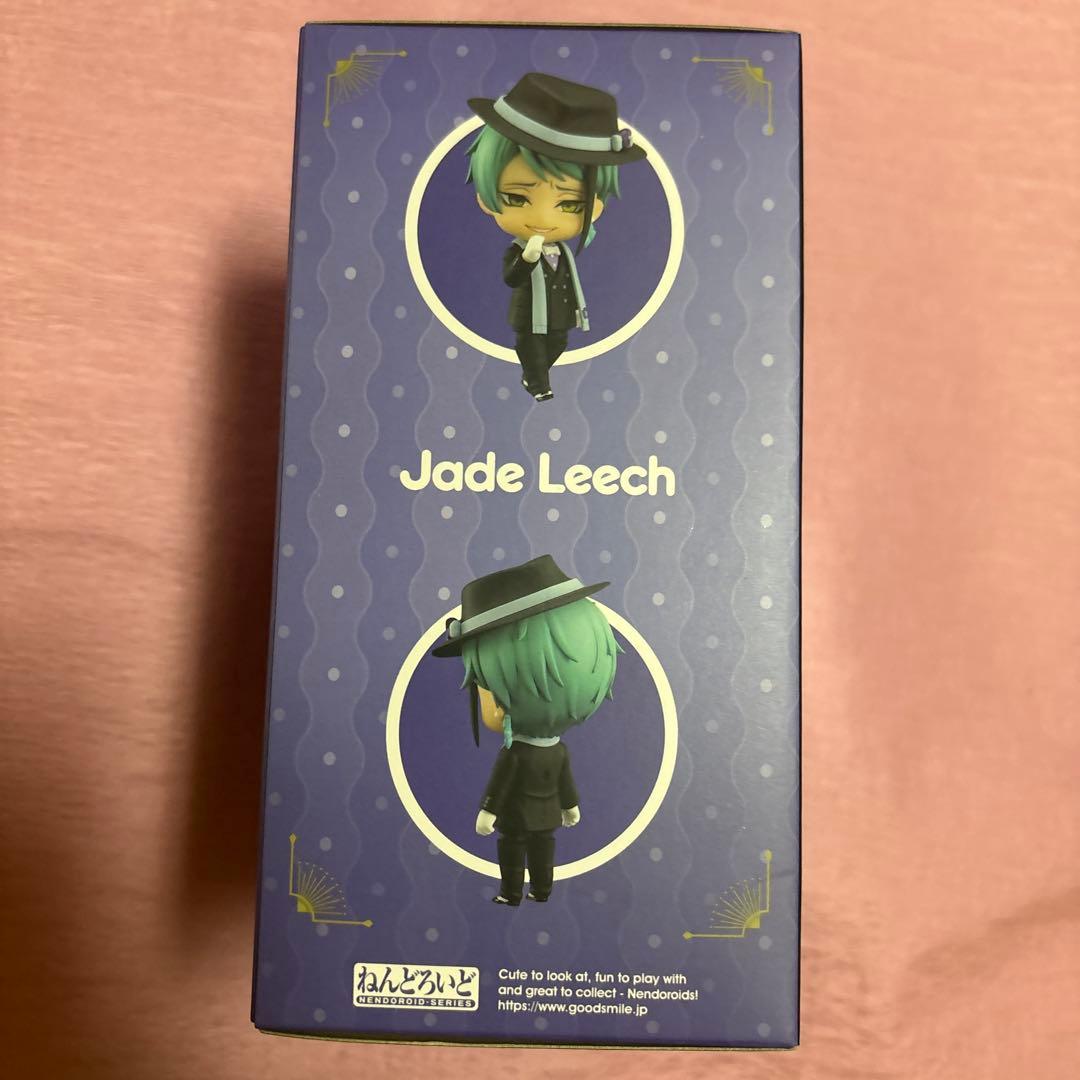 Jade Leech
ねんどろいど
NENDOROID-SERIES
Cute to look at, fun to play with
and great to collect - Nendoroids!
https://www.goodsmile.jp